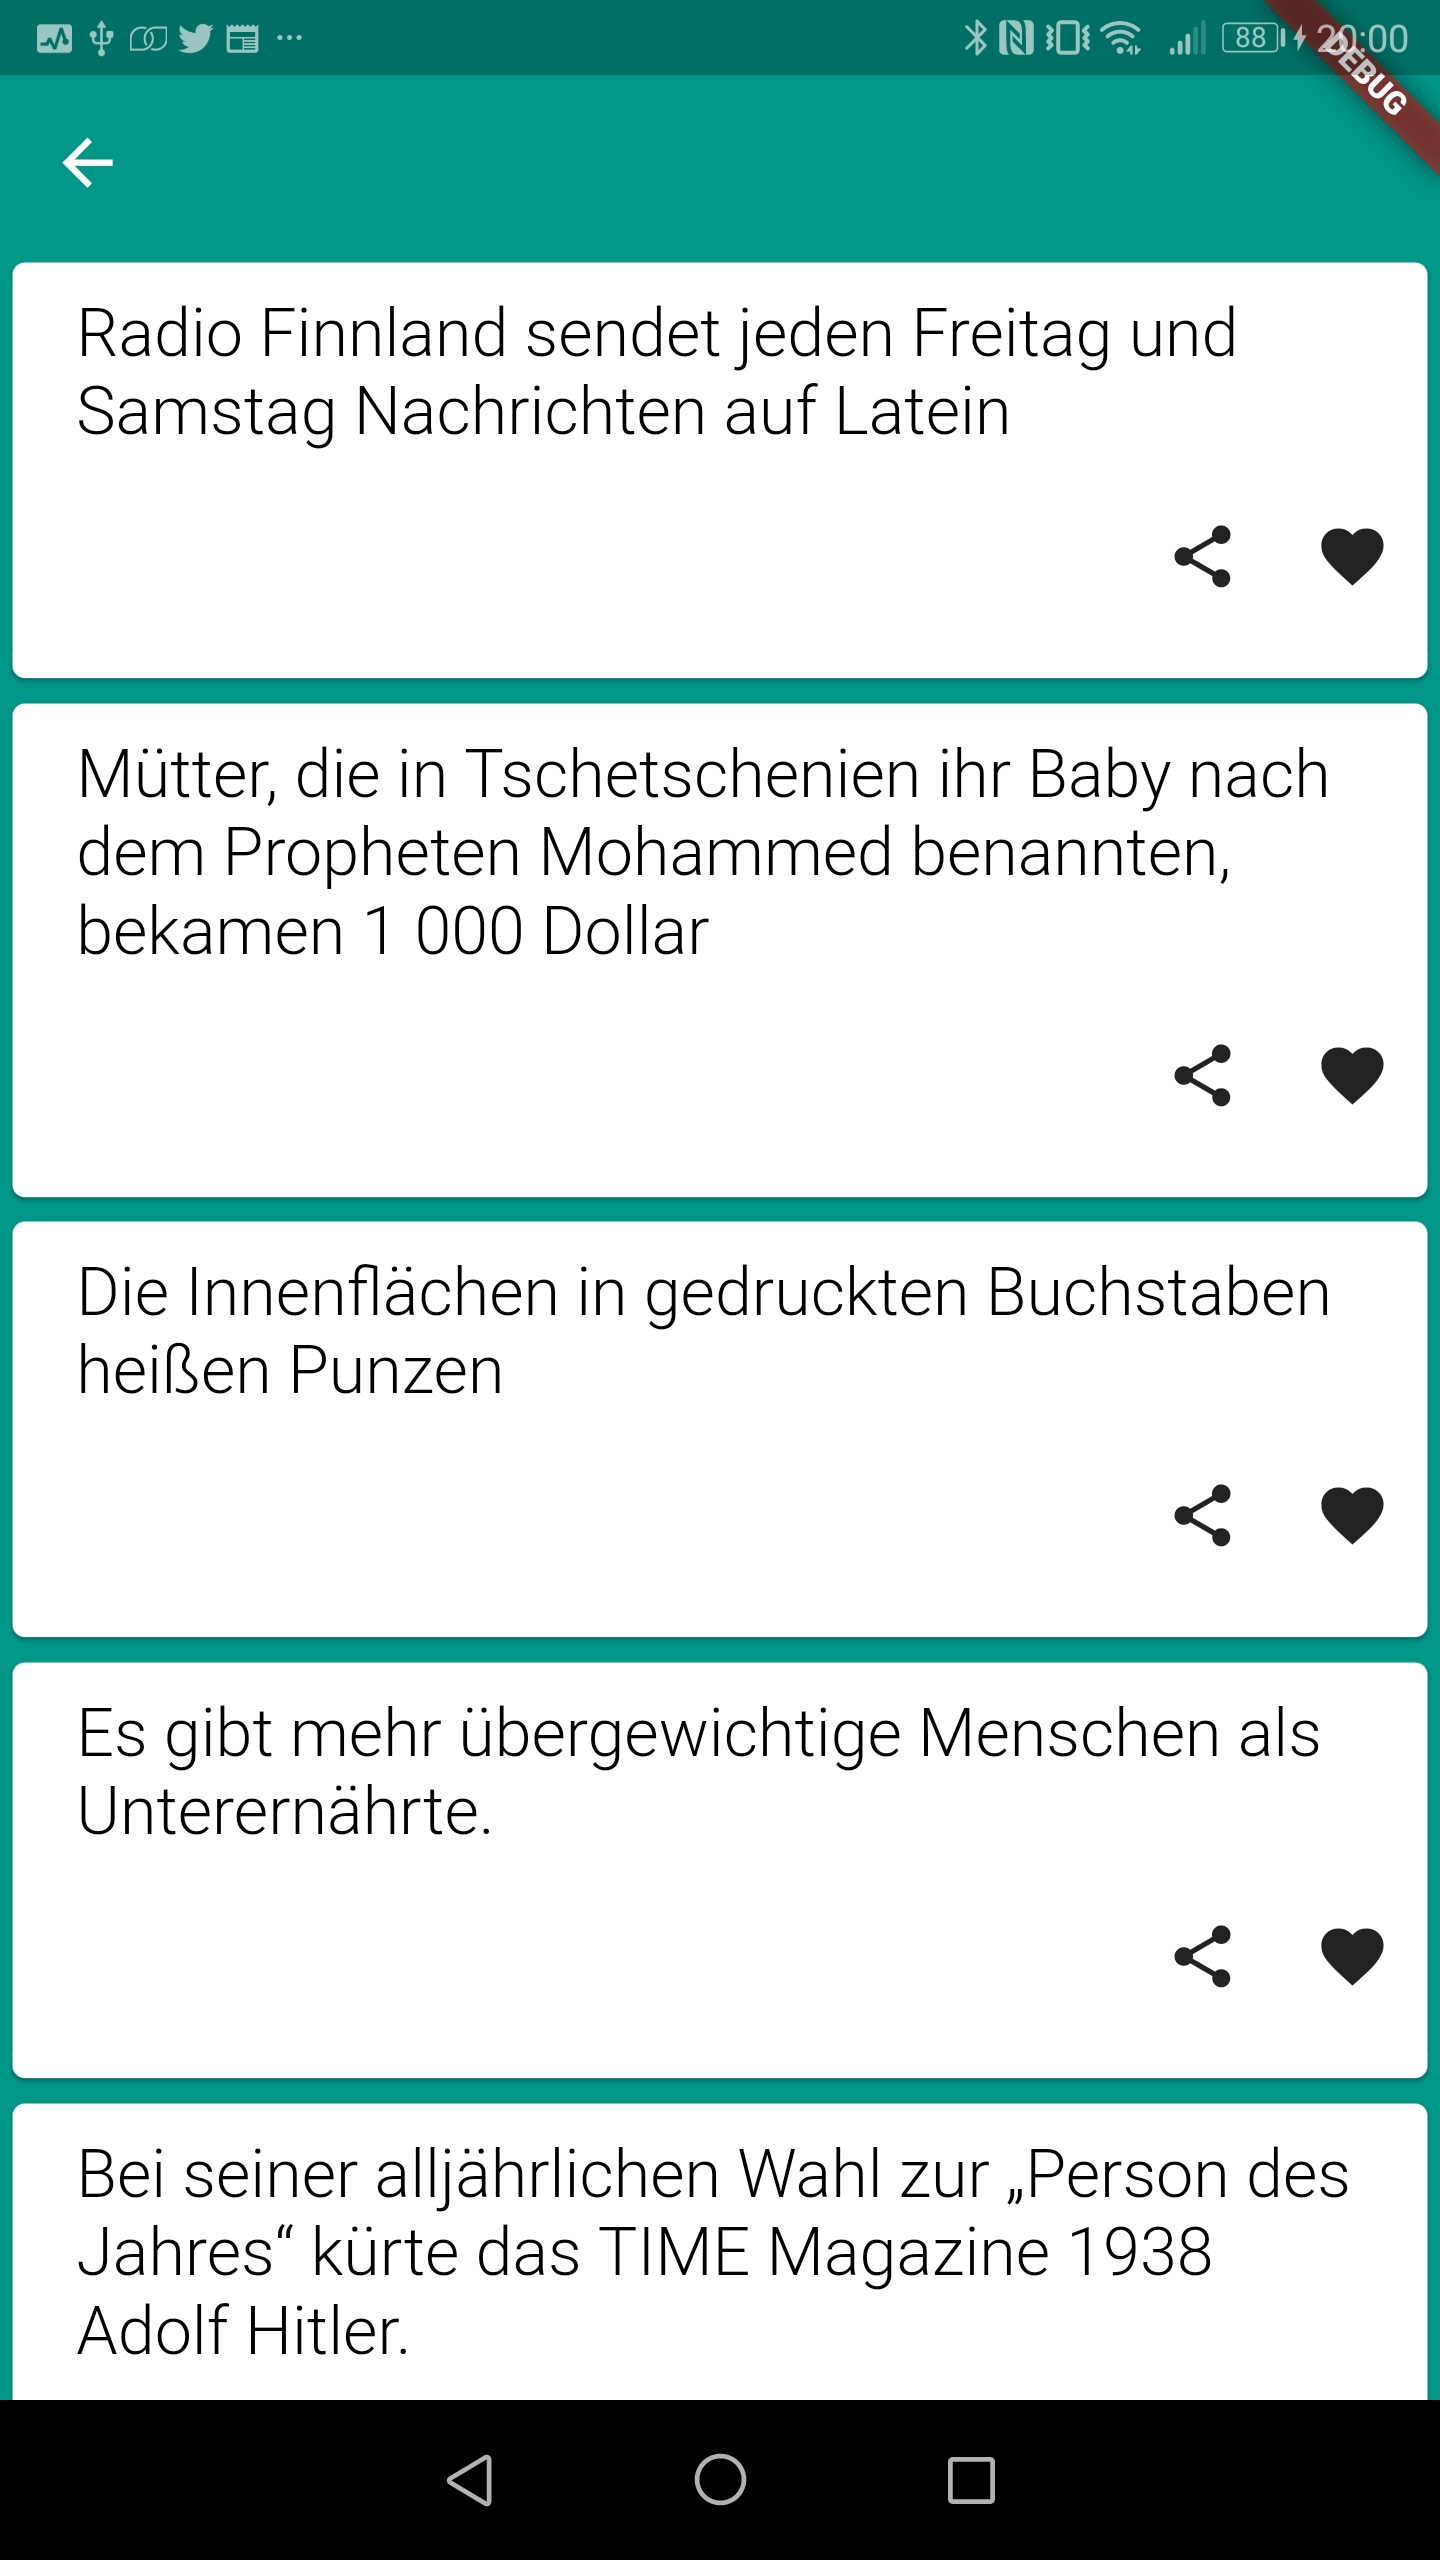 88 20:00
DEBUG
Radio Finnland sendet jeden Freitag und
Samstag Nachrichten auf Latein
Mütter, die in Tschetschenien ihr Baby nach
dem Propheten Mohammed benannten,
bekamen 1 000 Dollar
Die Innenflächen in gedruckten Buchstaben
heißen Punzen
Es gibt mehr übergewichtige Menschen als
Unterernährte.
Bei seiner alljährlichen Wahl zur „Person des
Jahres“ kürte das TIME Magazine 1938
Adolf Hitler.